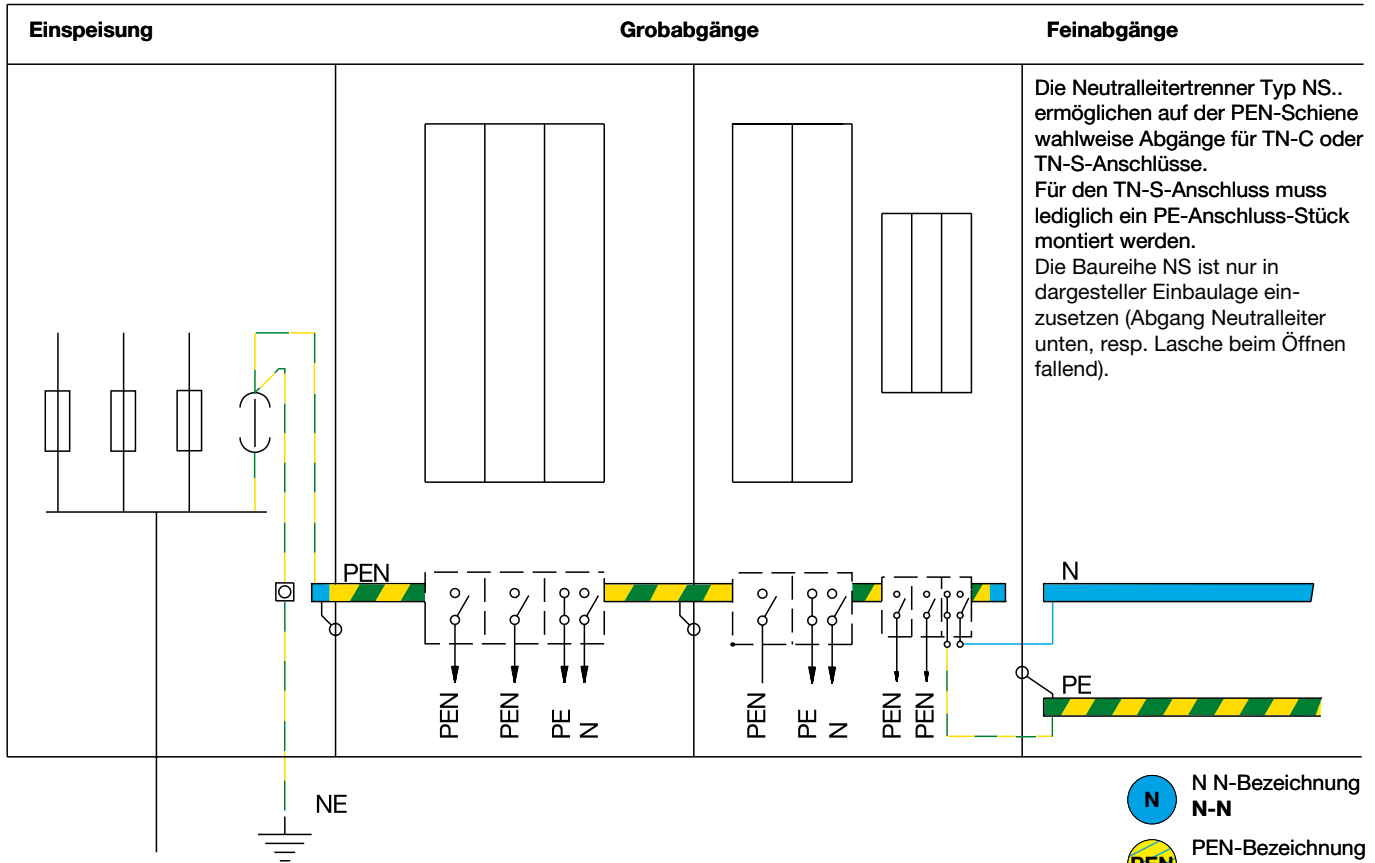 Einspeisung
Grobabgänge
Feinabgänge
Die Neutralleitertrenner Typ NS..
ermöglichen auf der PEN-Schiene
wahlweise Abgänge für TN-C oder
TN-S-Anschlüsse.
Für den TN-S-Anschluss muss
lediglich ein PE-Anschluss-Stück
montiert werden.
Die Baureihe NS ist nur in
dargesteller Einbaulage ein-
zusetzen (Abgang Neutralleiter
unten, resp. Lasche beim Öffnen
fallend).
PEN
N
PE
PEN
PEN
PE
N
PEN
PE
N
PEN
PEN
NE
N
N N-Bezeichnung
N-N
PEN
PEN-Bezeichnung